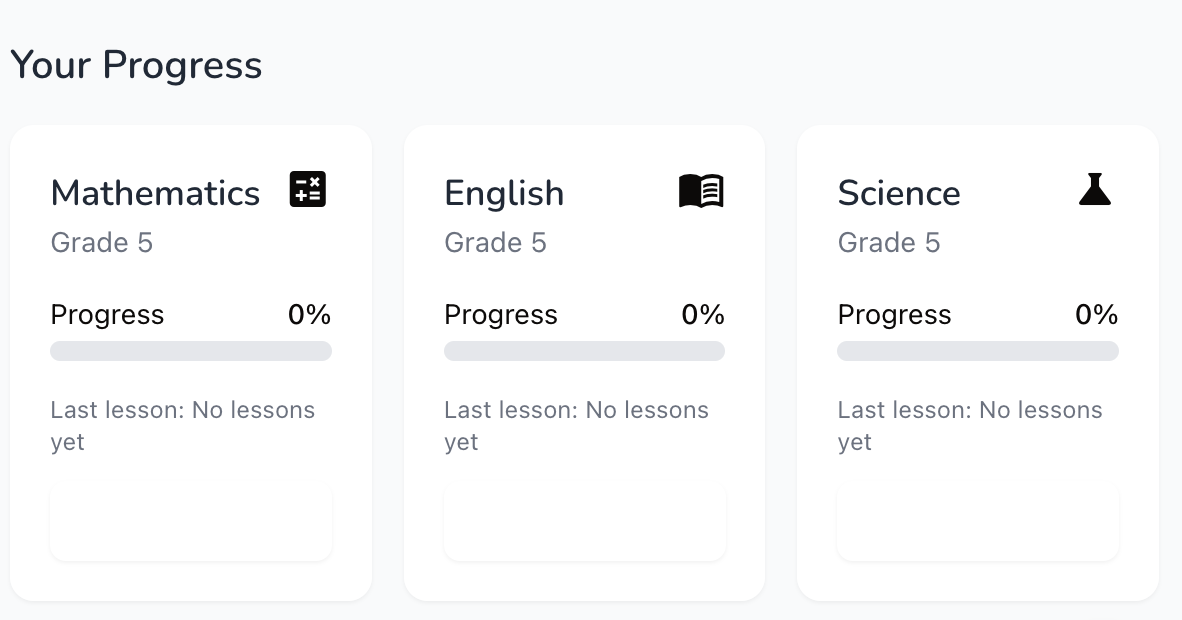 Your Progress
Mathematics
Grade 5
Progress 0%
Last lesson: No lessons
yet
English
Grade 5
Progress 0%
Last lesson: No lessons
yet
Science
Grade 5
Progress 0%
Last lesson: No lessons
yet